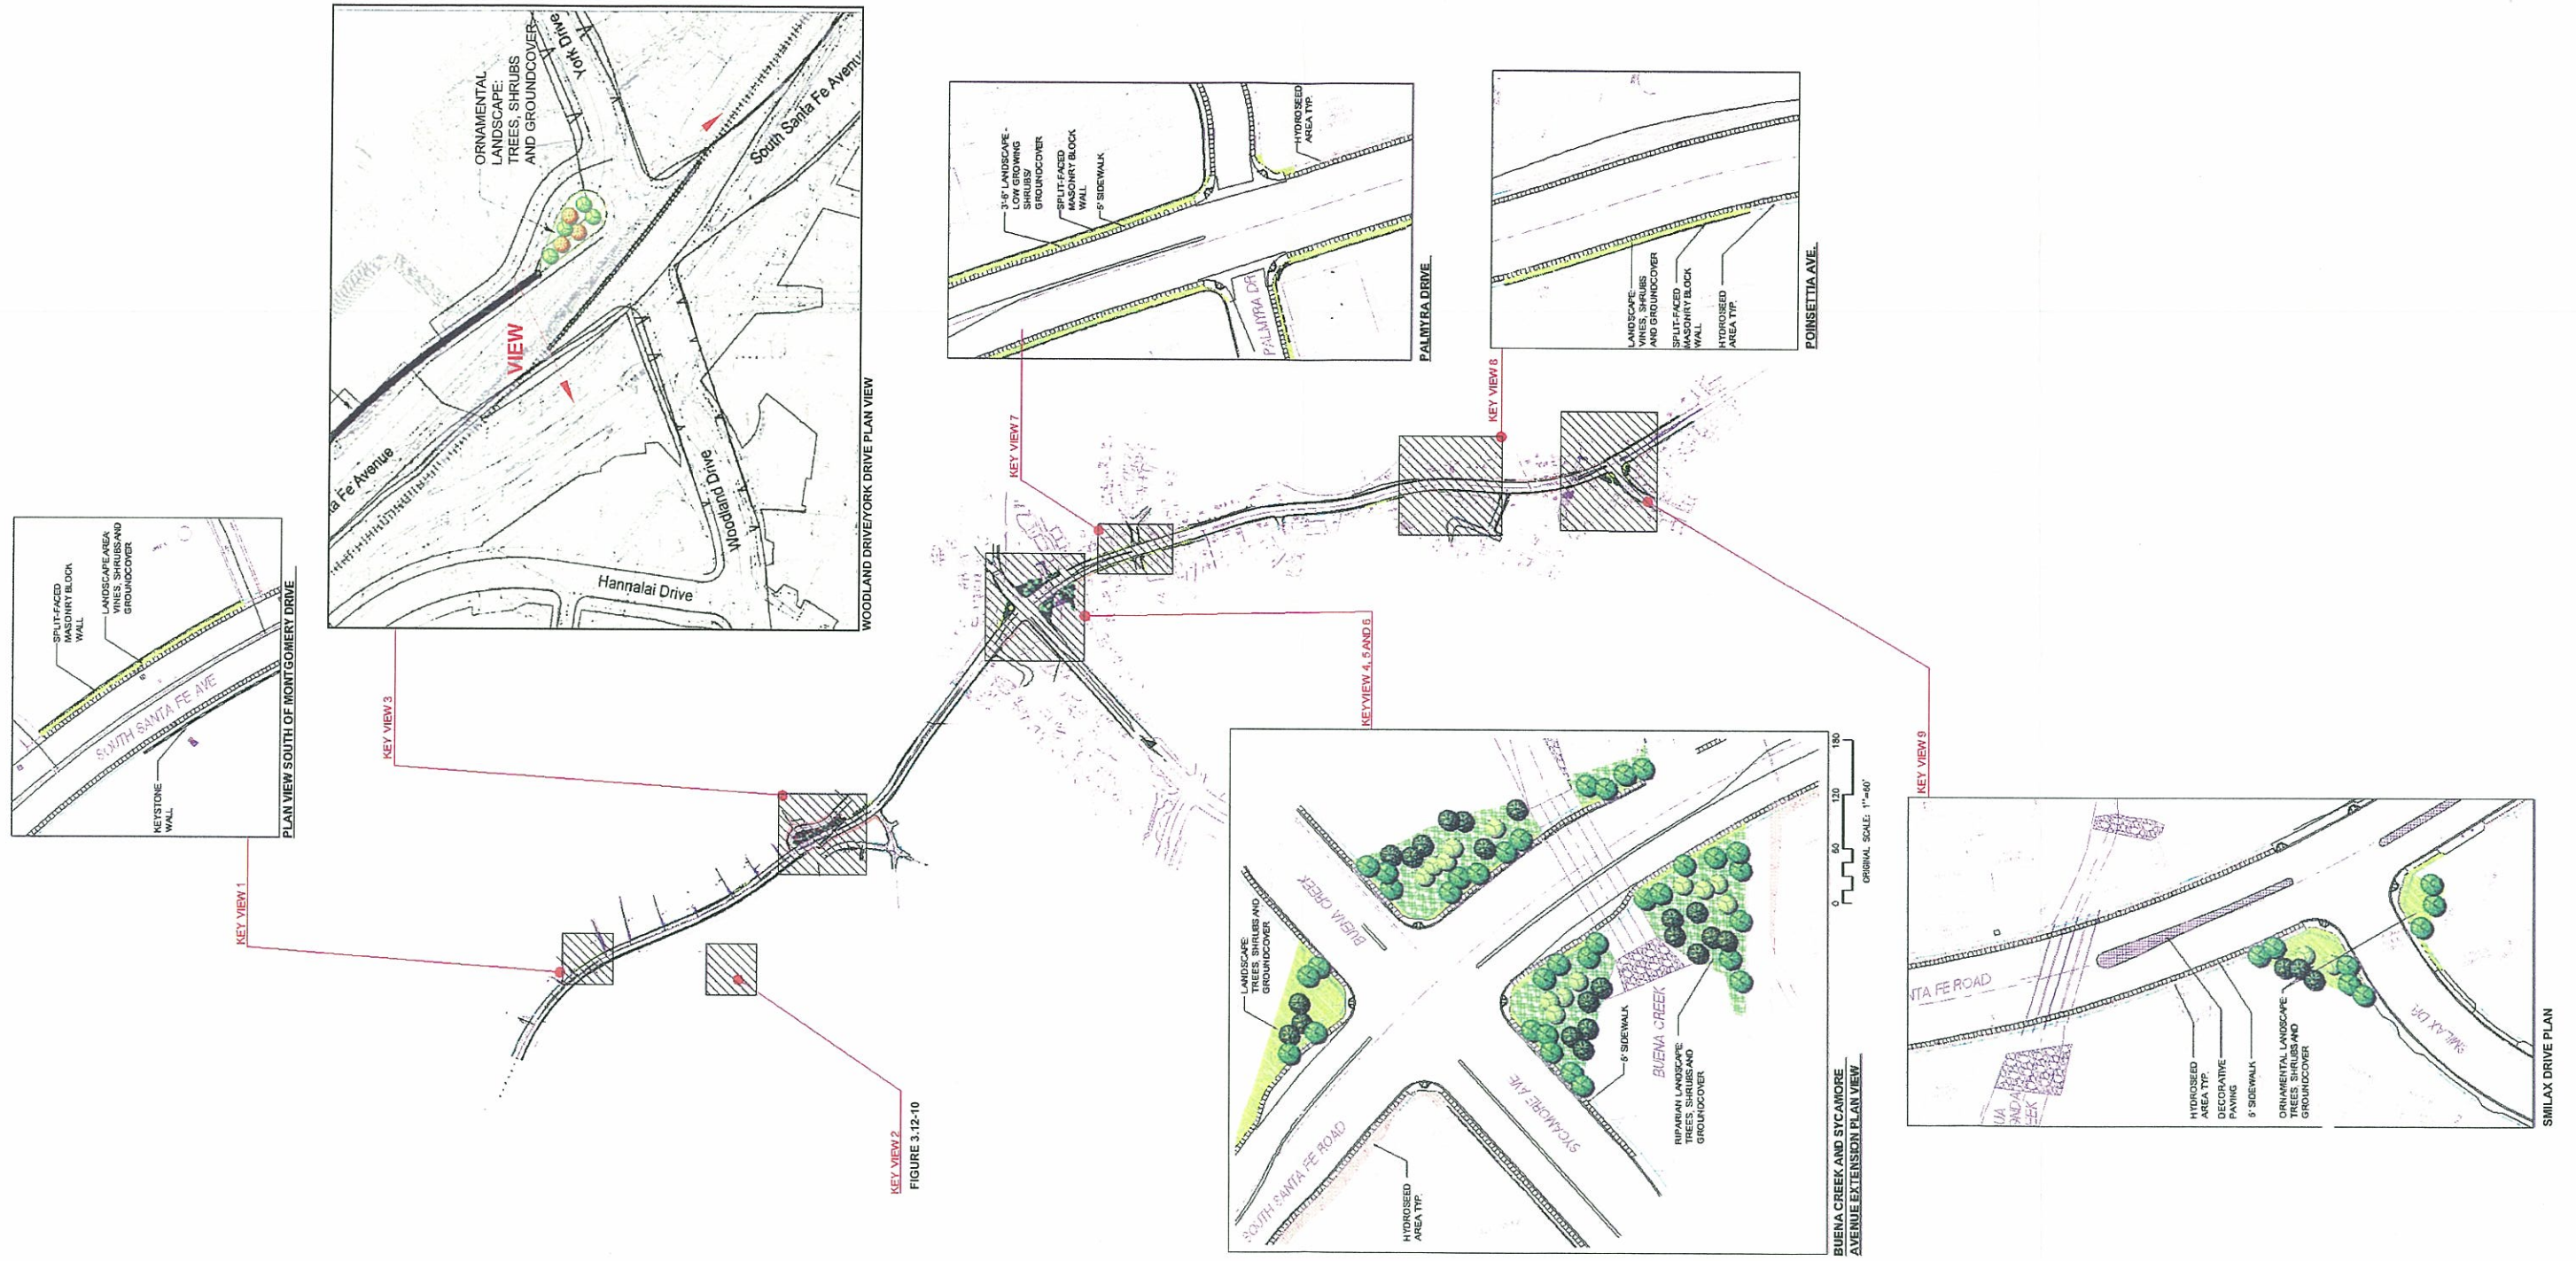 SPLIT-FACED
MASONRY BLOCK
WALL
LANDSCAPE AREA:
VINES, SHRUBS AND
GROUNDCOVER
SOUTH SANTA FE AVE
KEYSTONE
WALL
PLAN VIEW SOUTH OF MONTGOMERY DRIVE
KEY VIEW 1
ORNAMENTAL
LANDSCAPE:
TREES, SHRUBS
AND GROUNDCOVER
York Drive
South Santa Fe Avenu
VIEW
ta Fe Avenue
Woodland Drive
Hannalai Drive
WOODLAND DRIVE/YORK DRIVE PLAN VIEW
KEY VIEW 3
KEY VIEW 2
FIGURE 3.12-10
3'-6' LANDSCAPE -
LOW GROWING
SHRUBS/
GROUNDCOVER
SPLIT-FACED
MASONRY BLOCK
WALL
5' SIDEWALK
HYDROSEED
AREA TYP.
PALMYRA DR
PALMYRA DRIVE
KEY VIEW 7
LANDSCAPE:
VINES, SHRUBS
AND GROUNDCOVER
SPLIT-FACED
MASONRY BLOCK
WALL
HYDROSEED
AREA TYP.
POINSETTIA AVE.
KEY VIEW 8
KEY VIEW 4, 5 AND 6
LANDSCAPE:
TREES, SHRUBS AND
GROUNDCOVER
BUENA CREEK
SOUTH SANTA FE ROAD
HYDROSEED
AREA TYP.
SYCAMORE AVE
5' SIDEWALK
BUENA CREEK
RIPARIAN LANDSCAPE:
TREES, SHRUBS AND
GROUNDCOVER
0 60 120 180
ORIGINAL SCALE: 1"=60'
BUENA CREEK AND SYCAMORE
AVENUE EXTENSION PLAN VIEW
KEY VIEW 9
NTA FE ROAD
UA
EEK
HYDROSEED
AREA TYP.
DECORATIVE
PAVING
5' SIDEWALK
ORNAMENTAL LANDSCAPE:
TREES, SHRUBS AND
GROUNDCOVER
SMILAX DR
SMILAX DRIVE PLAN